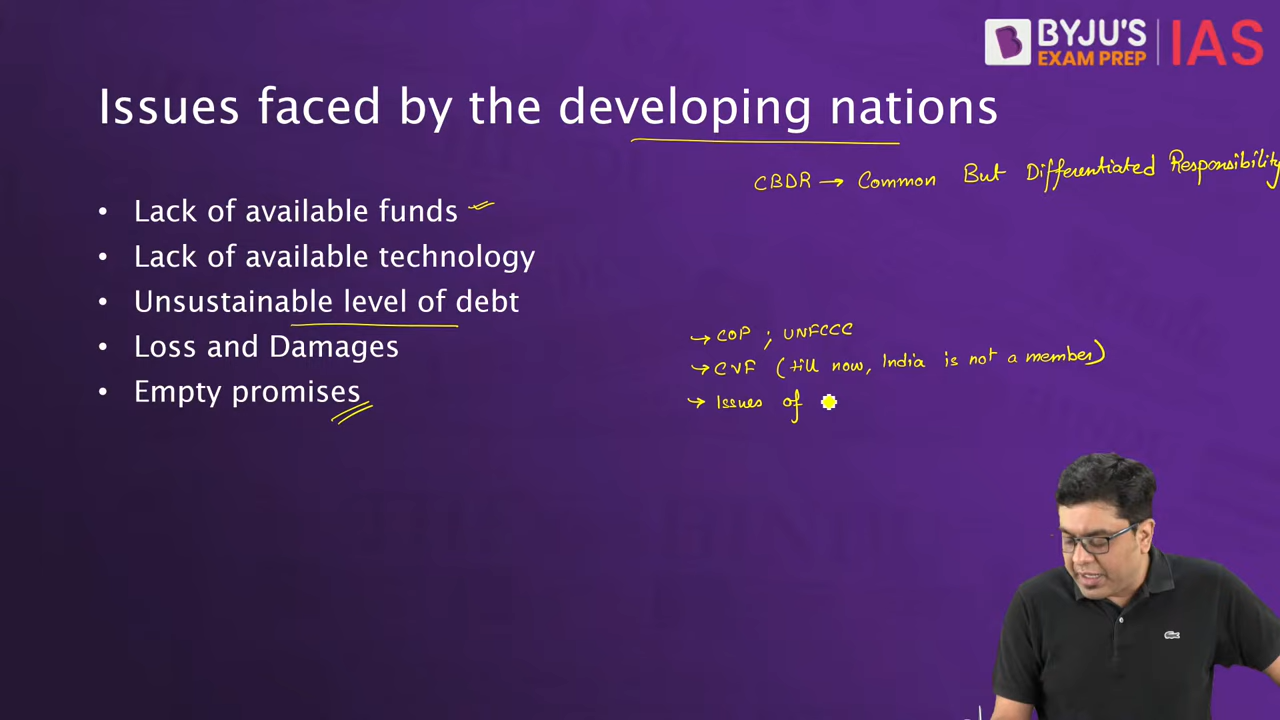 BYJU'S
EXAM PREP
IAS
Issues faced by the developing nations
CBDR → Common But Differentiated Responsibility
• Lack of available funds
• Lack of available technology
• Unsustainable level of debt
• Loss and Damages
• Empty promises
→ COP ; UNFCCC
→ CVF (till now, India is not a member)
→ Issues of